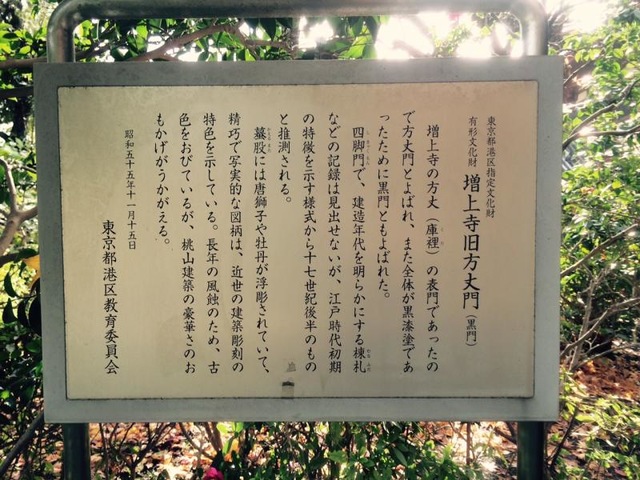 東京都港区指定文化財
有形文化財 増上寺旧方丈門（黒門）
増上寺の方丈（庫裡）の表門であったの
で方丈門とよばれ、また全体が黒漆塗であ
ったために黒門ともよばれた。
四脚門で、建造年代を明らかにする棟札
などの記録は見出せないが、江戸時代初期
の特徴を示す様式から十七世紀後半のもの
と推測される。
蟇股には唐獅子や牡丹が浮彫されていて、
精巧で写実的な図柄は、近世の建築彫刻の
特色を示している。長年の風蝕のため、古
色をおびているが、桃山建築の豪華さのお
もかげがうかがえる。
昭和五十五年十一月十五日
東京都港区教育委員会